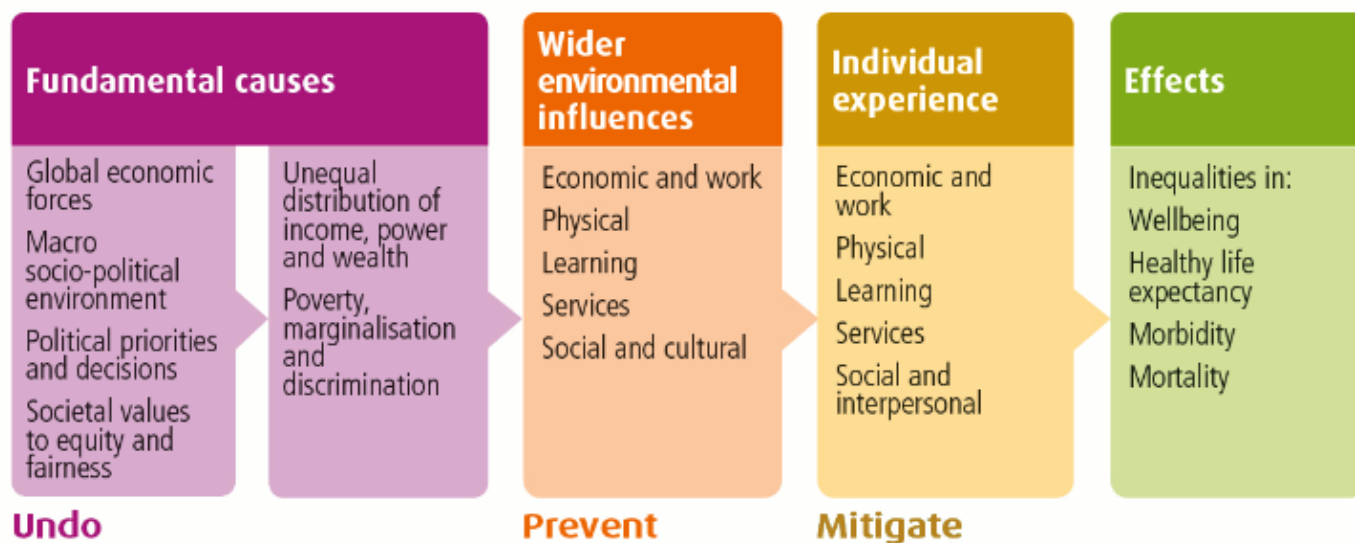 Fundamental causes
Global economic
forces
Macro
socio-political
environment
Political priorities
and decisions
Societal values
to equity and
fairness
Unequal
distribution of
income, power
and wealth
Poverty,
marginalisation
and
discrimination
Undo
Wider
environmental
influences
Economic and work
Physical
Learning
Services
Social and cultural
Prevent
Individual
experience
Economic and
work
Physical
Learning
Services
Social and
interpersonal
Mitigate
Effects
Inequalities in:
Wellbeing
Healthy life
expectancy
Morbidity
Mortality